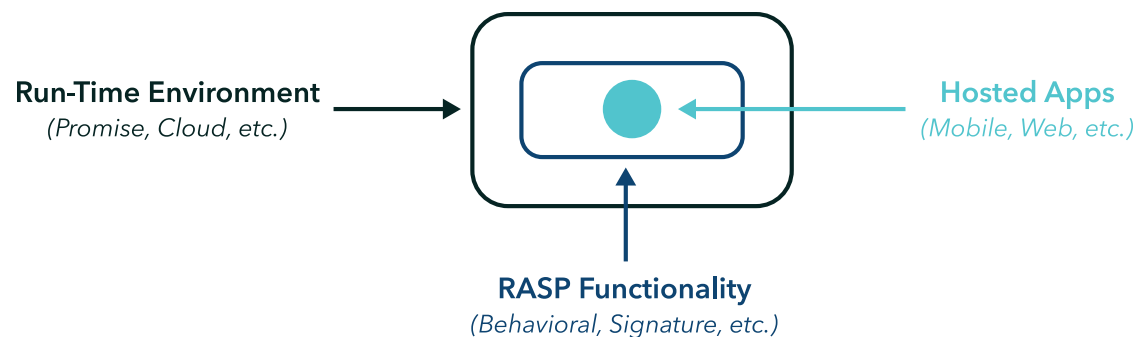 Run-Time Environment
(Promise, Cloud, etc.)
Hosted Apps
(Mobile, Web, etc.)
RASP Functionality
(Behavioral, Signature, etc.)